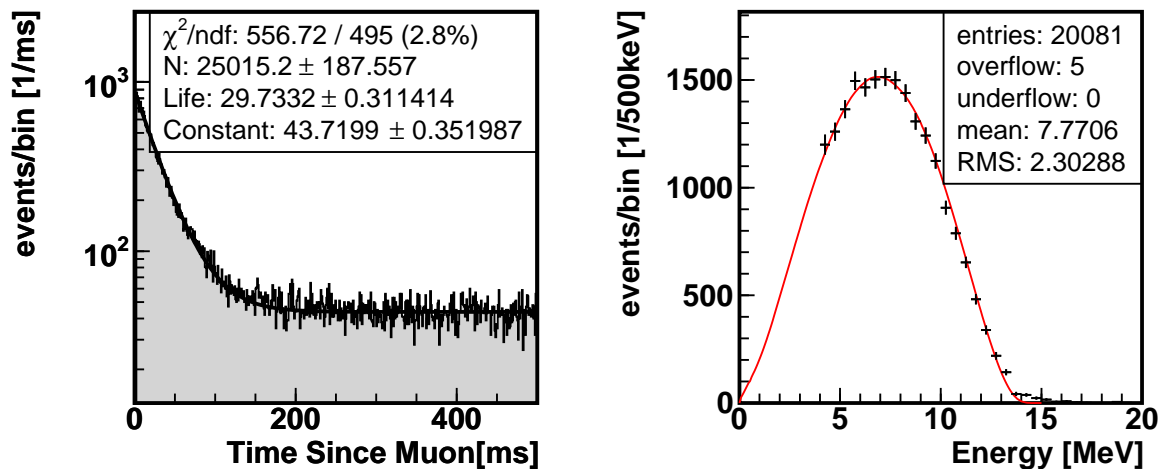 χ²/ndf: 556.72 / 495 (2.8%)
N: 25015.2 ± 187.557
Life: 29.7332 ± 0.311414
Constant: 43.7199 ± 0.351987
events/bin [1/ms]
10³
10²
0
200
400
Time Since Muon[ms]
entries: 20081
overflow: 5
underflow: 0
mean: 7.7706
RMS: 2.30288
events/bin [1/500keV]
1500
1000
500
0
0
5
10
15
20
Energy [MeV]